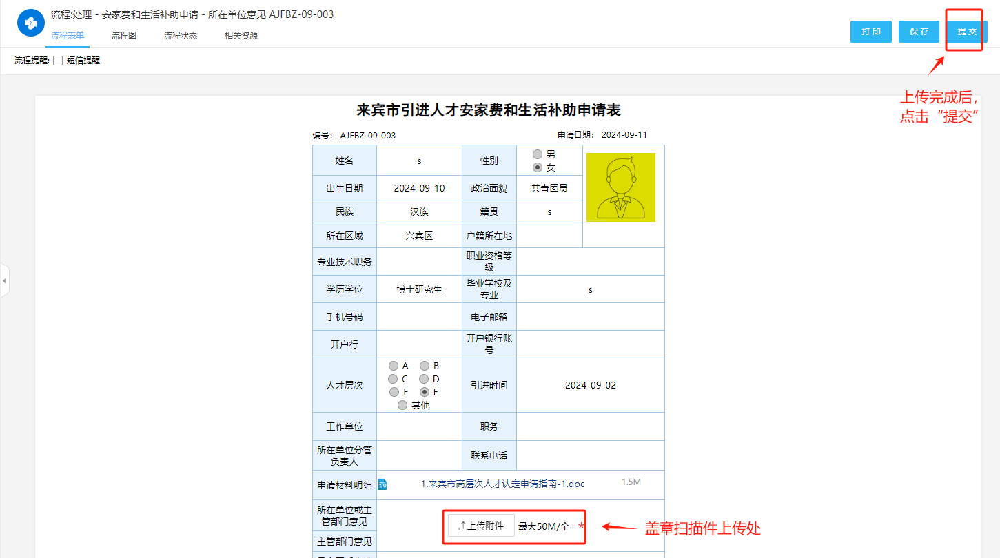 流程:处理 - 安家费和生活补助申请 - 所在单位意见 AJFBZ-09-003
流程表单 流程图 流程状态 相关资源
打印 保存 提交
流程提醒: 短信提醒
上传完成后，
点击“提交”
来宾市引进人才安家费和生活补助申请表
编号： AJFBZ-09-003 申请日期： 2024-09-11
姓名 s 性别 男
女
出生日期 2024-09-10 政治面貌 共青团员
民族 汉族 籍贯 s
所在区域 兴宾区 户籍所在地
专业技术职务 职业资格等
级
学历学位 博士研究生 毕业学校及
专业 s
手机号码 电子邮箱
开户行 开户银行账
号
人才层次 A B
C D
E F
其他
引进时间 2024-09-02
工作单位 职务
所在单位分管
负责人 联系电话
申请材料明细 1.来宾市高层次人才认定申请指南-1.doc 1.5M
所在单位或主
管部门意见
上传附件 最大50M/个 *
盖章扫描件上传处
主管部门意见